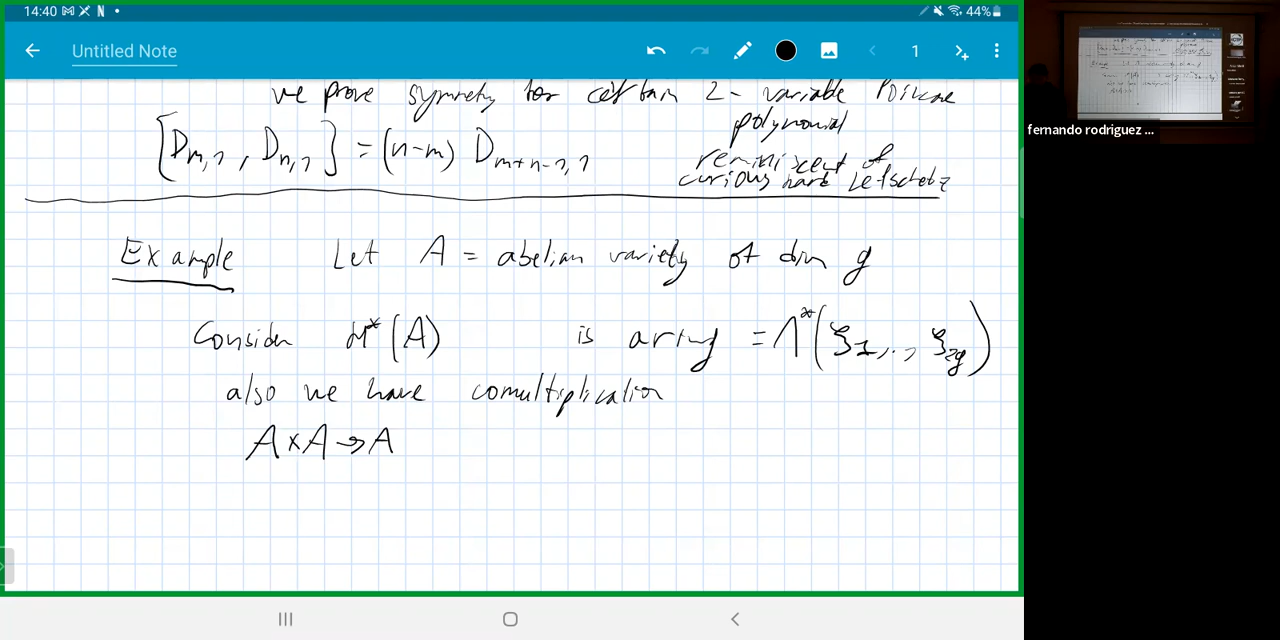 14:40 44%
Untitled Note
1
we prove symmetry for certain 2-variable Poincare
polynomial
[D_{m,1}, D_{n,1}] = (n-m) D_{m+n-1,1}
reminiscent of
curious hard Lefschetz
Example Let A = abelian variety of dim g
Consider H*(A) is a ring = Λ*(ξ_1,.., ξ_{2g})
also we have comultiplication
A×A→A
fernando rodriguez ...